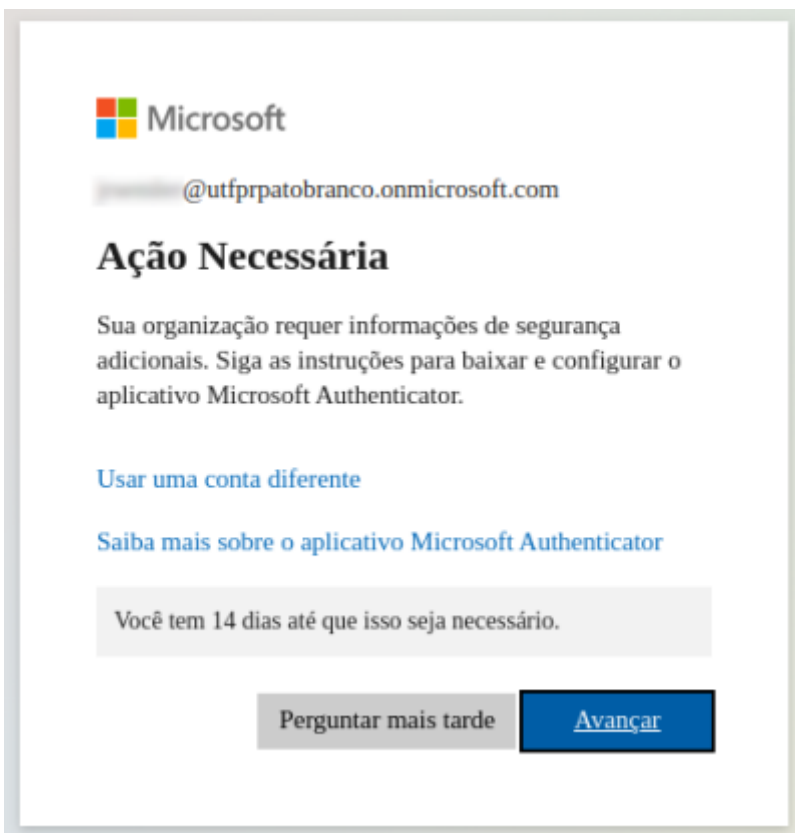 Microsoft
@utfprpatobranco.onmicrosoft.com
Ação Necessária
Sua organização requer informações de segurança
adicionais. Siga as instruções para baixar e configurar o
aplicativo Microsoft Authenticator.
Usar uma conta diferente
Saiba mais sobre o aplicativo Microsoft Authenticator
Você tem 14 dias até que isso seja necessário.
Perguntar mais tarde
Avançar